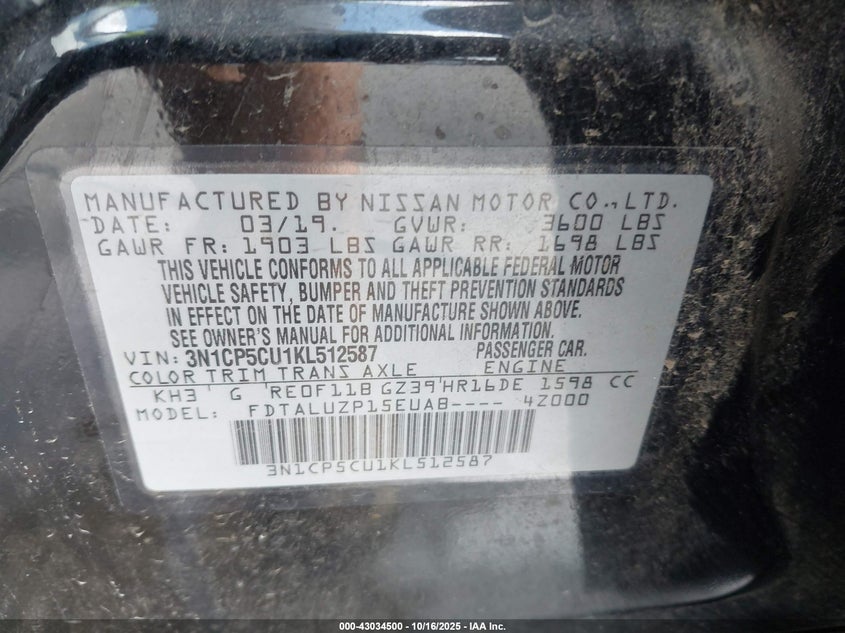 MANUFACTURED BY NISSAN MOTOR CO.,LTD.
DATE: 03/19. GVWR: 3600 LBS
GAWR FR: 1903 LBS GAWR RR: 1698 LBS
THIS VEHICLE CONFORMS TO ALL APPLICABLE FEDERAL MOTOR
VEHICLE SAFETY, BUMPER AND THEFT PREVENTION STANDARDS
IN EFFECT ON THE DATE OF MANUFACTURE SHOWN ABOVE.
SEE OWNER'S MANUAL FOR ADDITIONAL INFORMATION.
VIN: 3N1CP5CU1KL512587 PASSENGER CAR.
COLOR TRIM TRANS AXLE ENGINE
KH3 G RE0F11B GZ39 HR16DE 1598 CC
MODEL: FDTALUZP15EUAB---- 4Z000
3N1CP5CU1KL512587
000-43034500 | 10/16/2025 | IAA Inc.